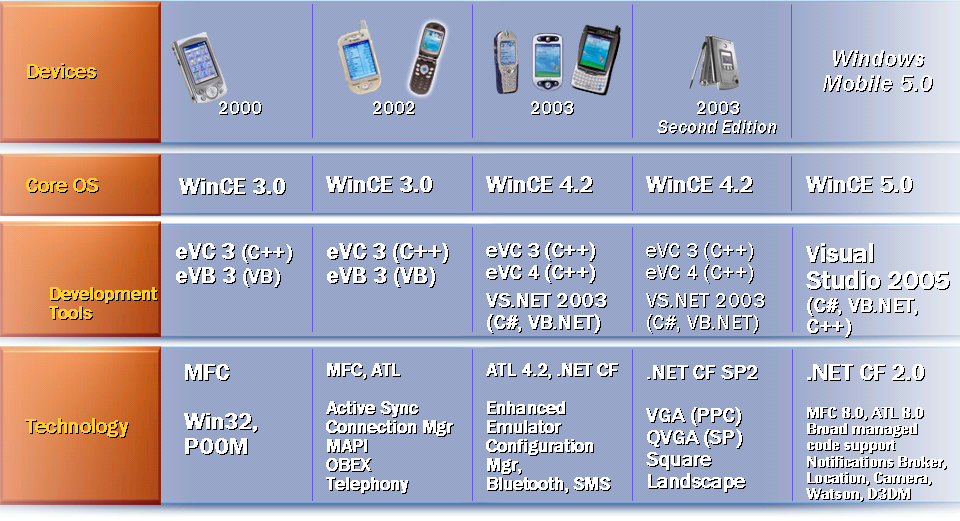 Devices
2000
2002
2003
2003
Second Edition
Windows
Mobile 5.0
Core OS
WinCE 3.0
WinCE 3.0
WinCE 4.2
WinCE 4.2
WinCE 5.0
Development
Tools
eVC 3 (C++)
eVB 3 (VB)
eVC 3 (C++)
eVB 3 (VB)
eVC 3 (C++)
eVC 4 (C++)
VS.NET 2003
(C#, VB.NET)
eVC 3 (C++)
eVC 4 (C++)
VS.NET 2003
(C#, VB.NET)
Visual
Studio 2005
(C#, VB.NET,
C++)
Technology
MFC
Win32,
POOM
MFC, ATL
Active Sync
Connection Mgr
MAPI
OBEX
Telephony
ATL 4.2, .NET CF
Enhanced
Emulator
Configuration
Mgr,
Bluetooth, SMS
.NET CF SP2
VGA (PPC)
QVGA (SP)
Square
Landscape
.NET CF 2.0
MFC 8.0, ATL 8.0
Broad managed
code support
Notifications Broker,
Location, Camera,
Watson, D3DM